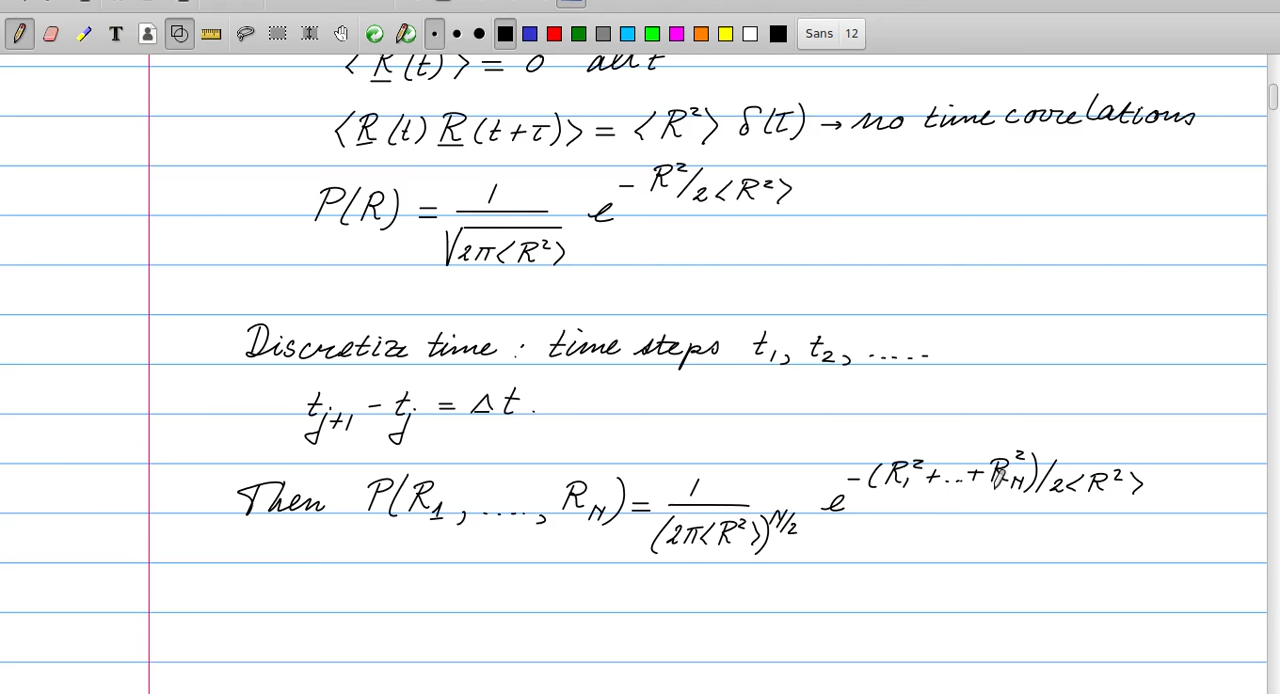 T Sans 12
⟨R(t)⟩ = 0 all t
⟨R(t) R(t+τ)⟩ = ⟨R²⟩ δ(τ) → no time correlations
P(R) = 1/√(2π⟨R²⟩) e^(-R²/2⟨R²⟩)
Discretize time : time steps t₁, t₂, .....
t_{j+1} - t_j = Δt.
Then P(R₁, ...., R_N) = 1/(2π⟨R²⟩)^{N/2} e^{-(R₁²+...+R_N²)/2⟨R²⟩}